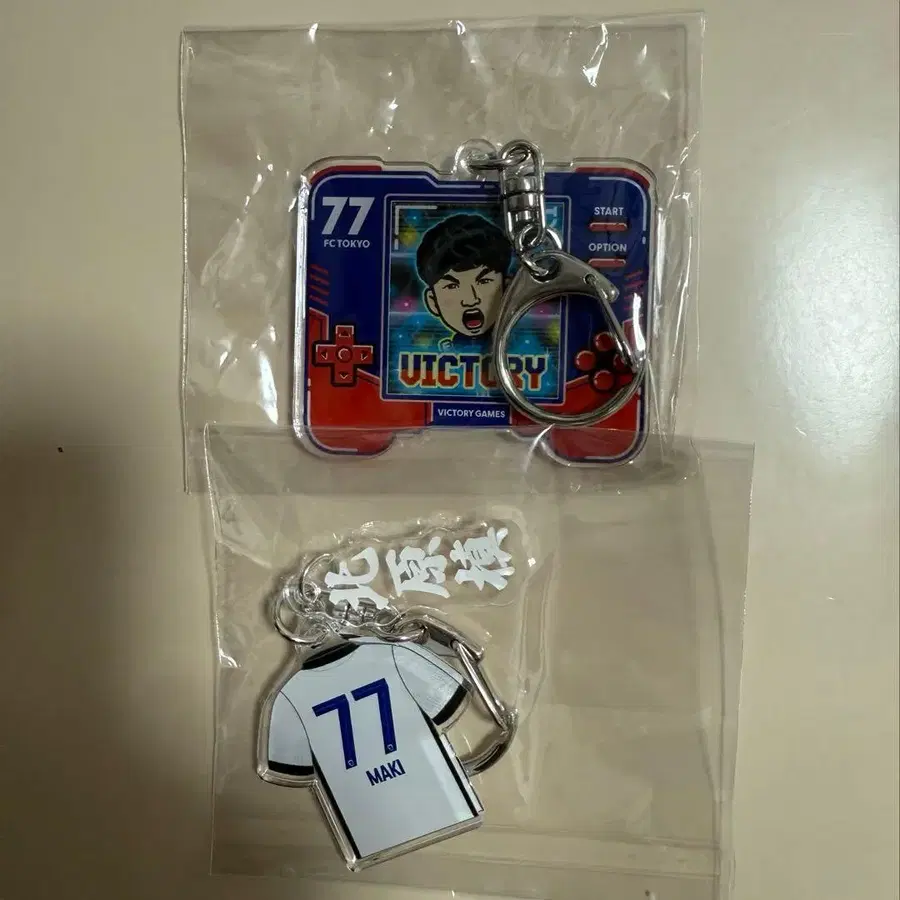 77
FC TOKYO
START
OPTION
VICTORY
VICTORY GAMES
北原槙
77
MAKI